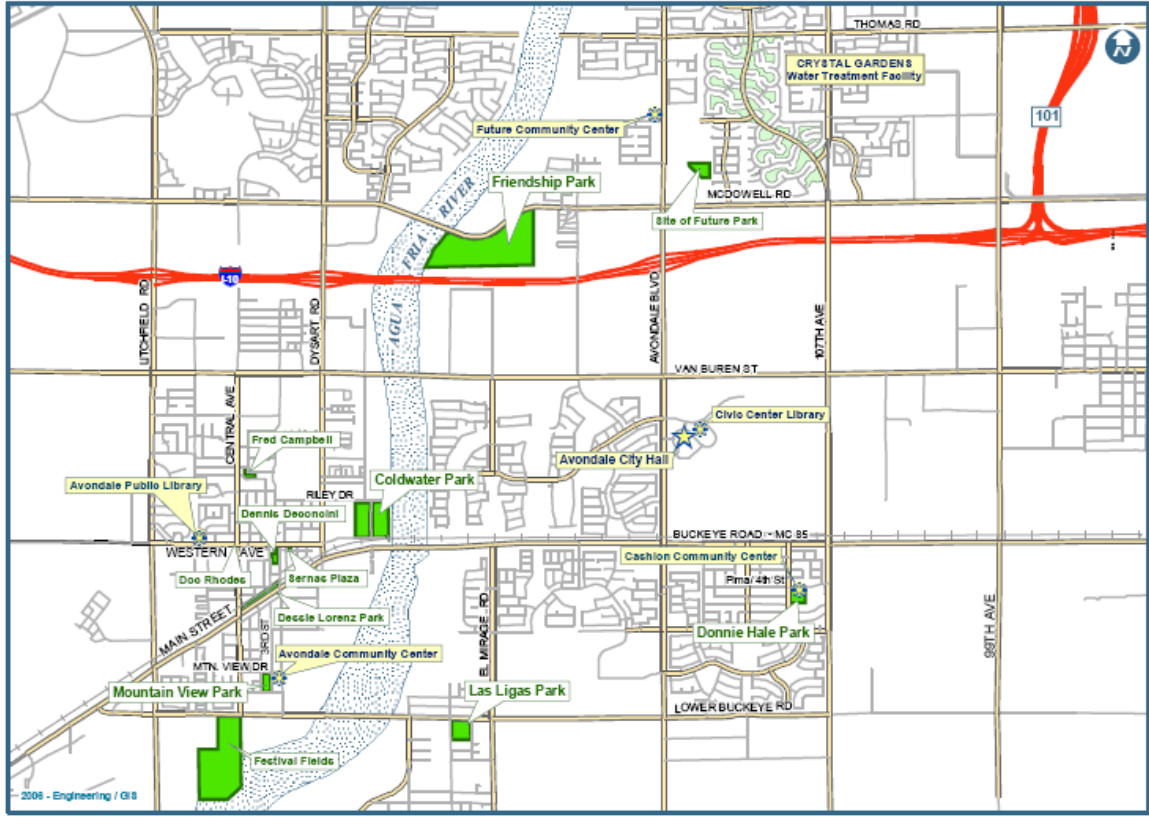 THOMAS RD
N
CRYSTAL GARDENS
Water Treatment Facility
101
Future Community Center
Friendship Park
MCDOWELL RD
Site of Future Park
AGUA FRIA RIVER
I-10
LITCHFIELD RD
DYSART RD
AVONDALE BLVD
107TH AVE
VAN BUREN ST
CENTRAL AVE
Civic Center Library
Fred Campbell
Avondale City Hall
Coldwater Park
Avondale Public Library
RILEY DR
Dennis Deconcini
BUCKEYE ROAD - MC 85
WESTERN AVE
Cashion Community Center
Doc Rhodes
Sernas Plaza
Pima/ 4th St
Dessie Lorenz Park
MAIN STREET
3RD ST
EL MIRAGE RD
99TH AVE
Donnie Hale Park
Avondale Community Center
MTN. VIEW DR
Mountain View Park
Las Ligas Park
LOWER BUCKEYE RD
Festival Fields
2006 - Engineering / GIS